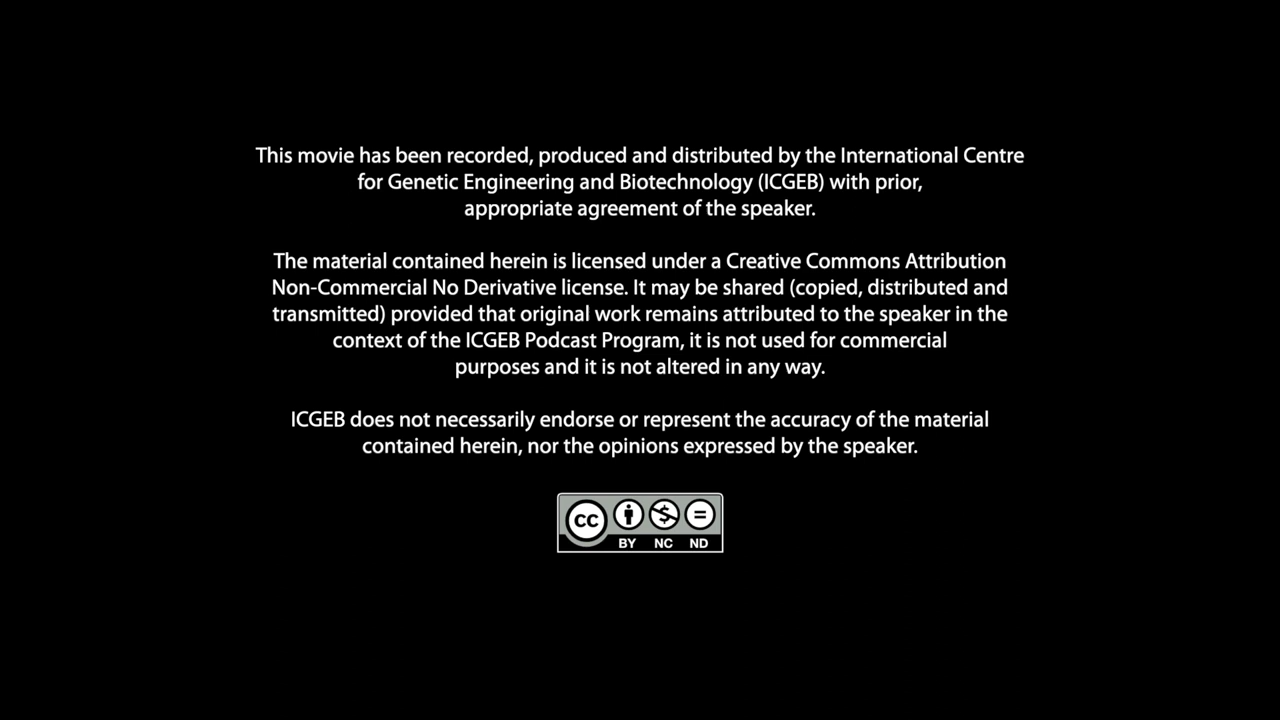 This movie has been recorded, produced and distributed by the International Centre
for Genetic Engineering and Biotechnology (ICGEB) with prior,
appropriate agreement of the speaker.
The material contained herein is licensed under a Creative Commons Attribution
Non-Commercial No Derivative license. It may be shared (copied, distributed and
transmitted) provided that original work remains attributed to the speaker in the
context of the ICGEB Podcast Program, it is not used for commercial
purposes and it is not altered in any way.
ICGEB does not necessarily endorse or represent the accuracy of the material
contained herein, nor the opinions expressed by the speaker.
cc $ =
BY NC ND